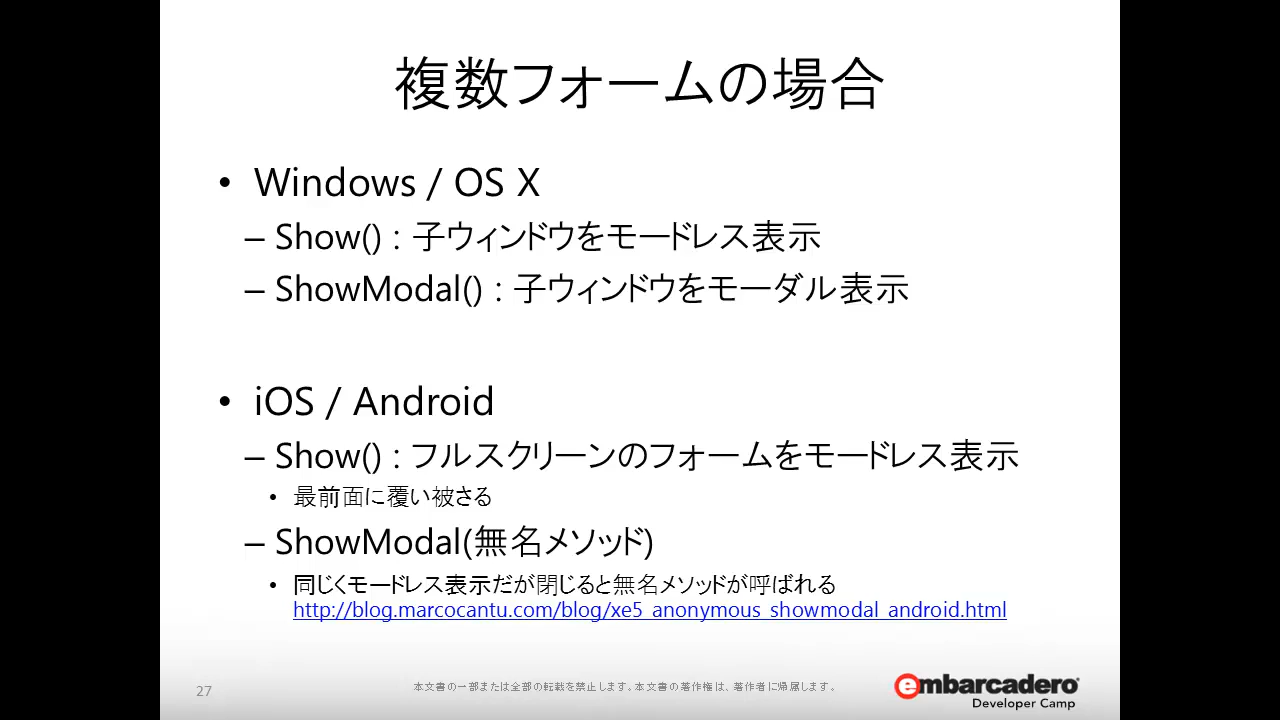 複数フォームの場合
• Windows / OS X
– Show() : 子ウィンドウをモードレス表示
– ShowModal() : 子ウィンドウをモーダル表示
• iOS / Android
– Show() : フルスクリーンのフォームをモードレス表示
• 最前面に覆い被さる
– ShowModal(無名メソッド)
• 同じくモードレス表示だが閉じると無名メソッドが呼ばれる
http://blog.marcocantu.com/blog/xe5_anonymous_showmodal_android.html
27
本文書の一部または全部の転載を禁止します。本文書の著作権は、著作者に帰属します。
embarcadero
Developer Camp